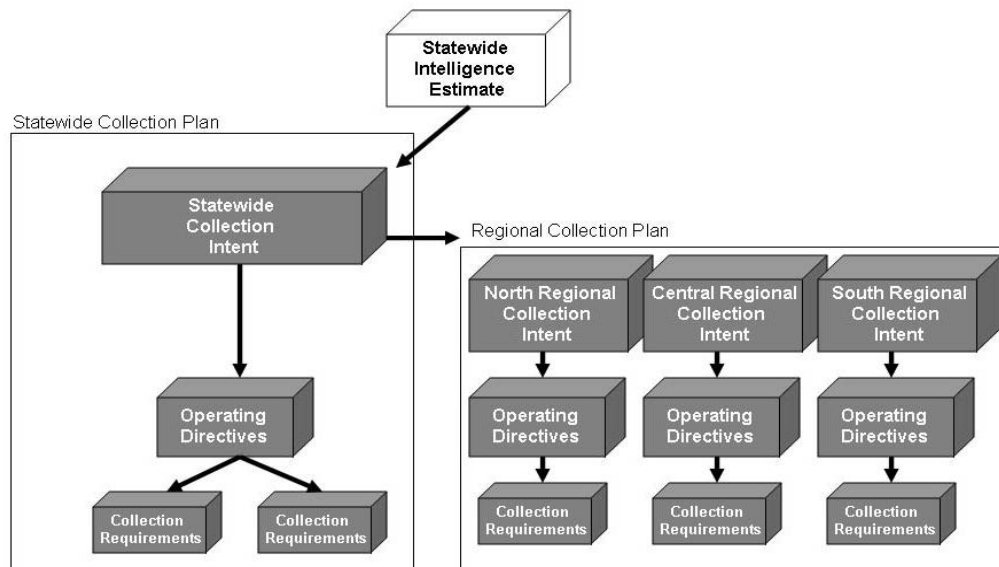 Statewide
Intelligence
Estimate
Statewide Collection Plan
Statewide
Collection
Intent
Regional Collection Plan
North Regional
Collection
Intent
Central Regional
Collection
Intent
South Regional
Collection
Intent
Operating
Directives
Operating
Directives
Operating
Directives
Operating
Directives
Collection
Requirements
Collection
Requirements
Collection
Requirements
Collection
Requirements
Collection
Requirements